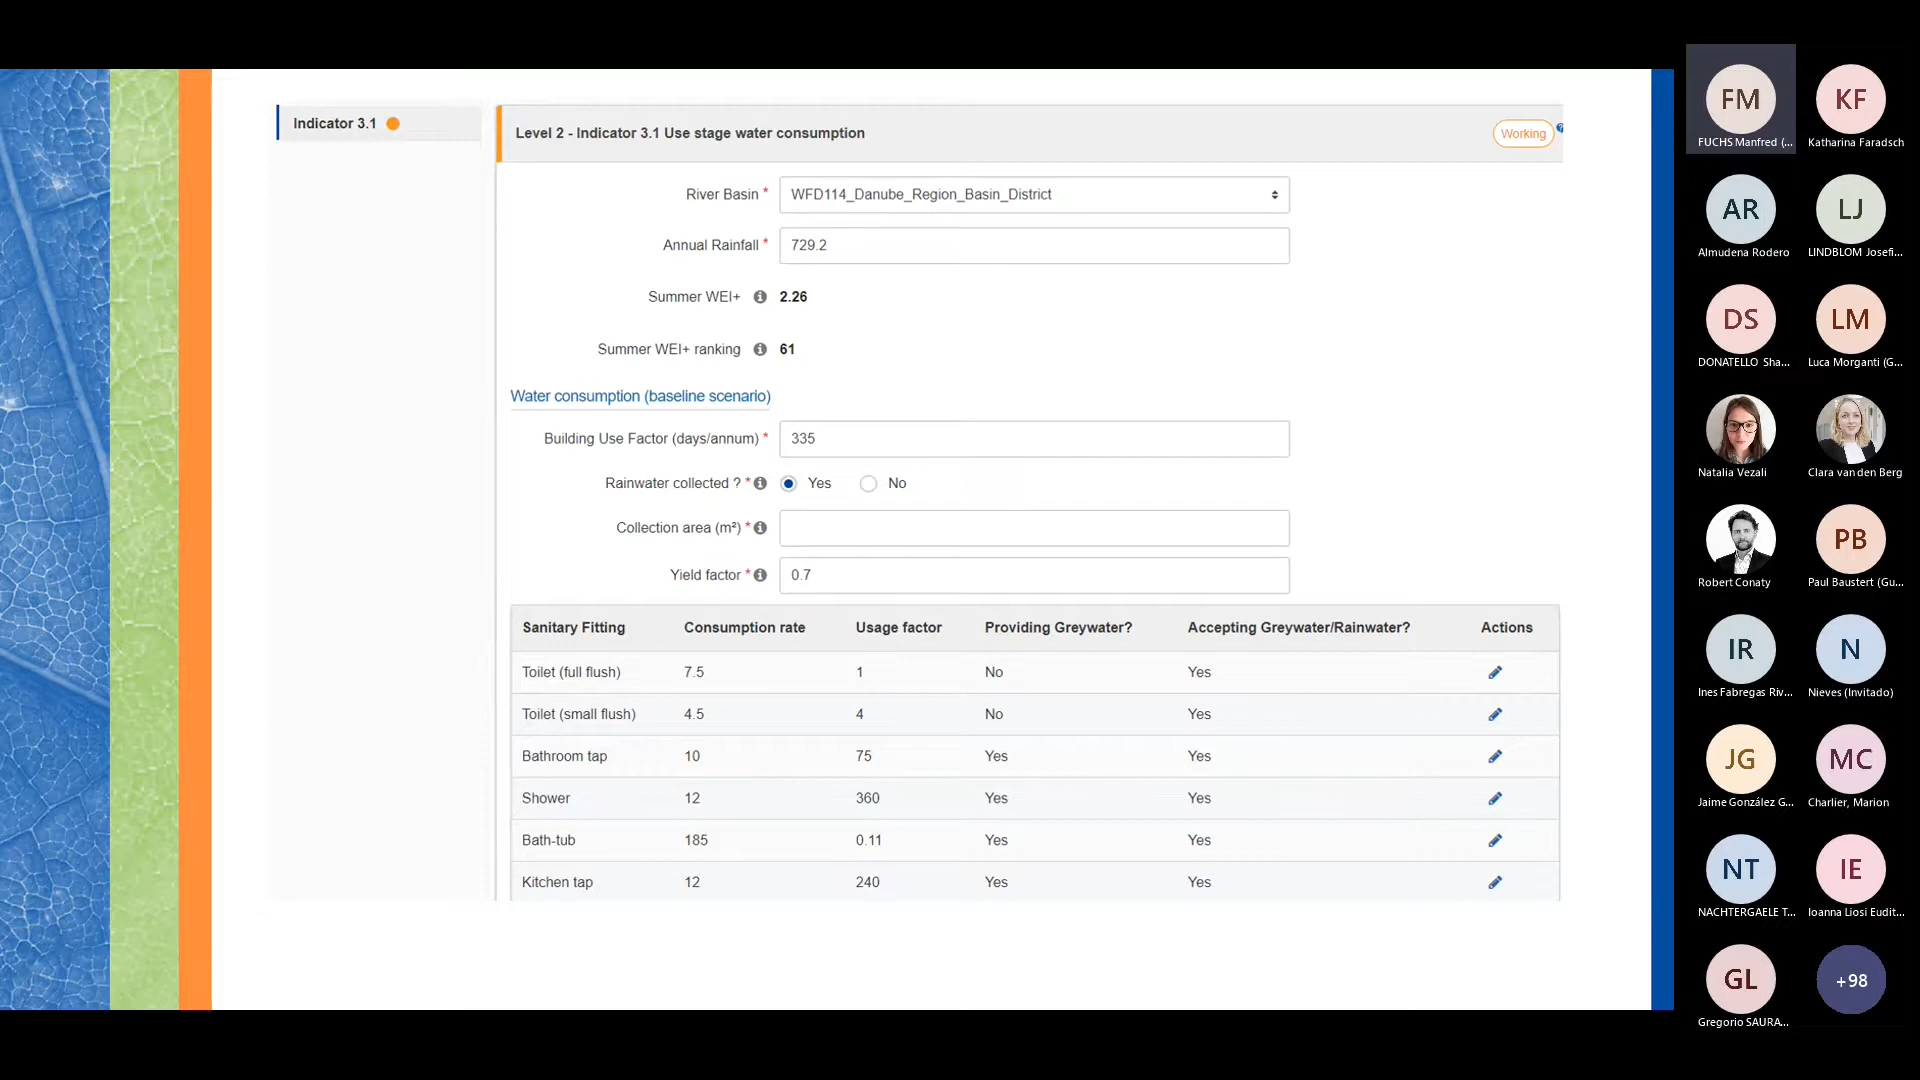 Indicator 3.1
Level 2 - Indicator 3.1 Use stage water consumption
Working
River Basin * WFD114_Danube_Region_Basin_District
Annual Rainfall * 729.2
Summer WEI+ 2.26
Summer WEI+ ranking 61
Water consumption (baseline scenario)
Building Use Factor (days/annum) * 335
Rainwater collected ? * Yes No
Collection area (m²) *
Yield factor * 0.7
Sanitary Fitting Consumption rate Usage factor Providing Greywater? Accepting Greywater/Rainwater? Actions
Toilet (full flush) 7.5 1 No Yes
Toilet (small flush) 4.5 4 No Yes
Bathroom tap 10 75 Yes Yes
Shower 12 360 Yes Yes
Bath-tub 185 0.11 Yes Yes
Kitchen tap 12 240 Yes Yes
FM KF
FUCHS Manfred (... Katharina Faradsch
AR LJ
Almudena Rodero LINDBLOM Josefi...
DS LM
DONATELLO Sha... Luca Morganti (G...
Natalia Vezali Clara van den Berg
PB
Robert Conaty Paul Baustert (Gu...
IR N
Ines Fabregas Riv... Nieves (Invitado)
JG MC
Jaime González G... Charlier, Marion
NT IE
NACHTERGAELE T... Ioanna Liosi Eudit...
GL +98
Gregorio SAURA...